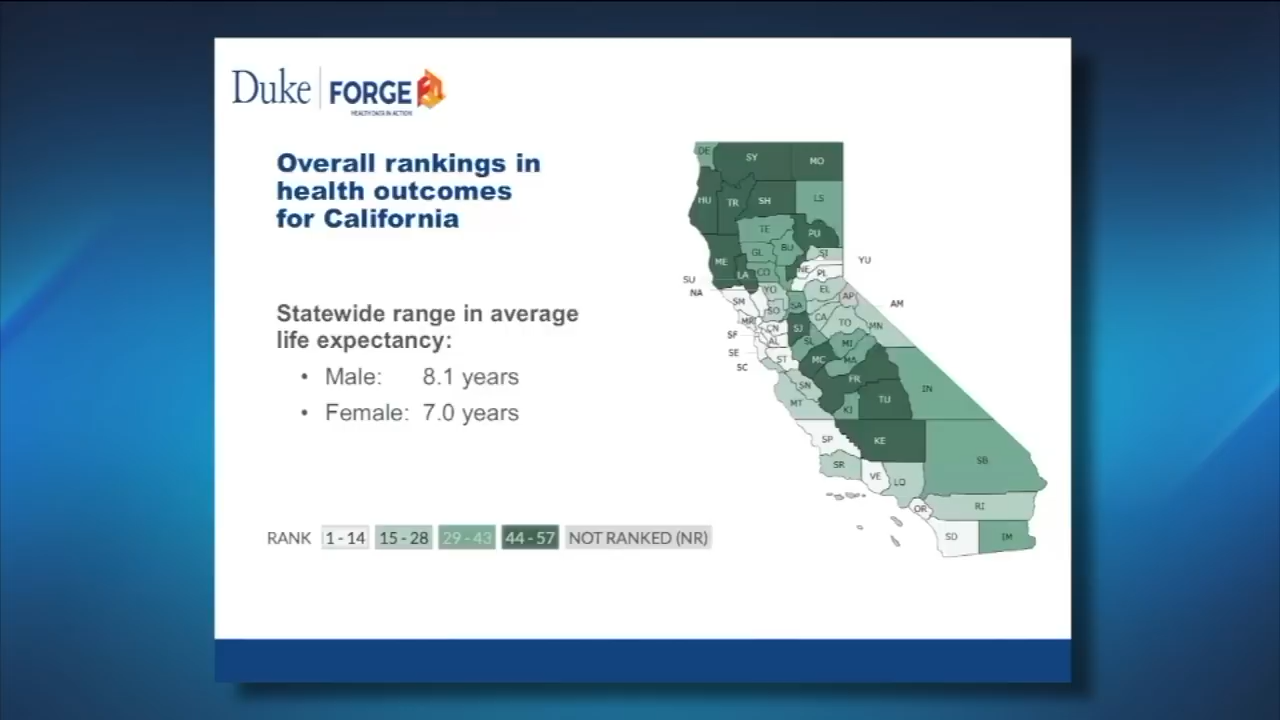 Duke FORGE
HEALTH DATA IN ACTION
Overall rankings in
health outcomes
for California
Statewide range in average
life expectancy:
• Male: 8.1 years
• Female: 7.0 years
RANK 1 - 14 15 - 28 29 - 43 44 - 57 NOT RANKED (NR)
DE
SY
MO
HU
TR
SH
LS
TE
PU
BU
GL
SI
ME
LA
CO
NE
PL
YU
SU
NA
YO
EL
AP
AM
SM
SO
SA
CA
TO
MN
MR
SF
CN
SJ
AL
SL
MI
SE
ST
MC
MA
SC
FR
SN
IN
MT
KI
TU
SP
KE
SB
SR
VE
LO
OR
RI
SD
IM